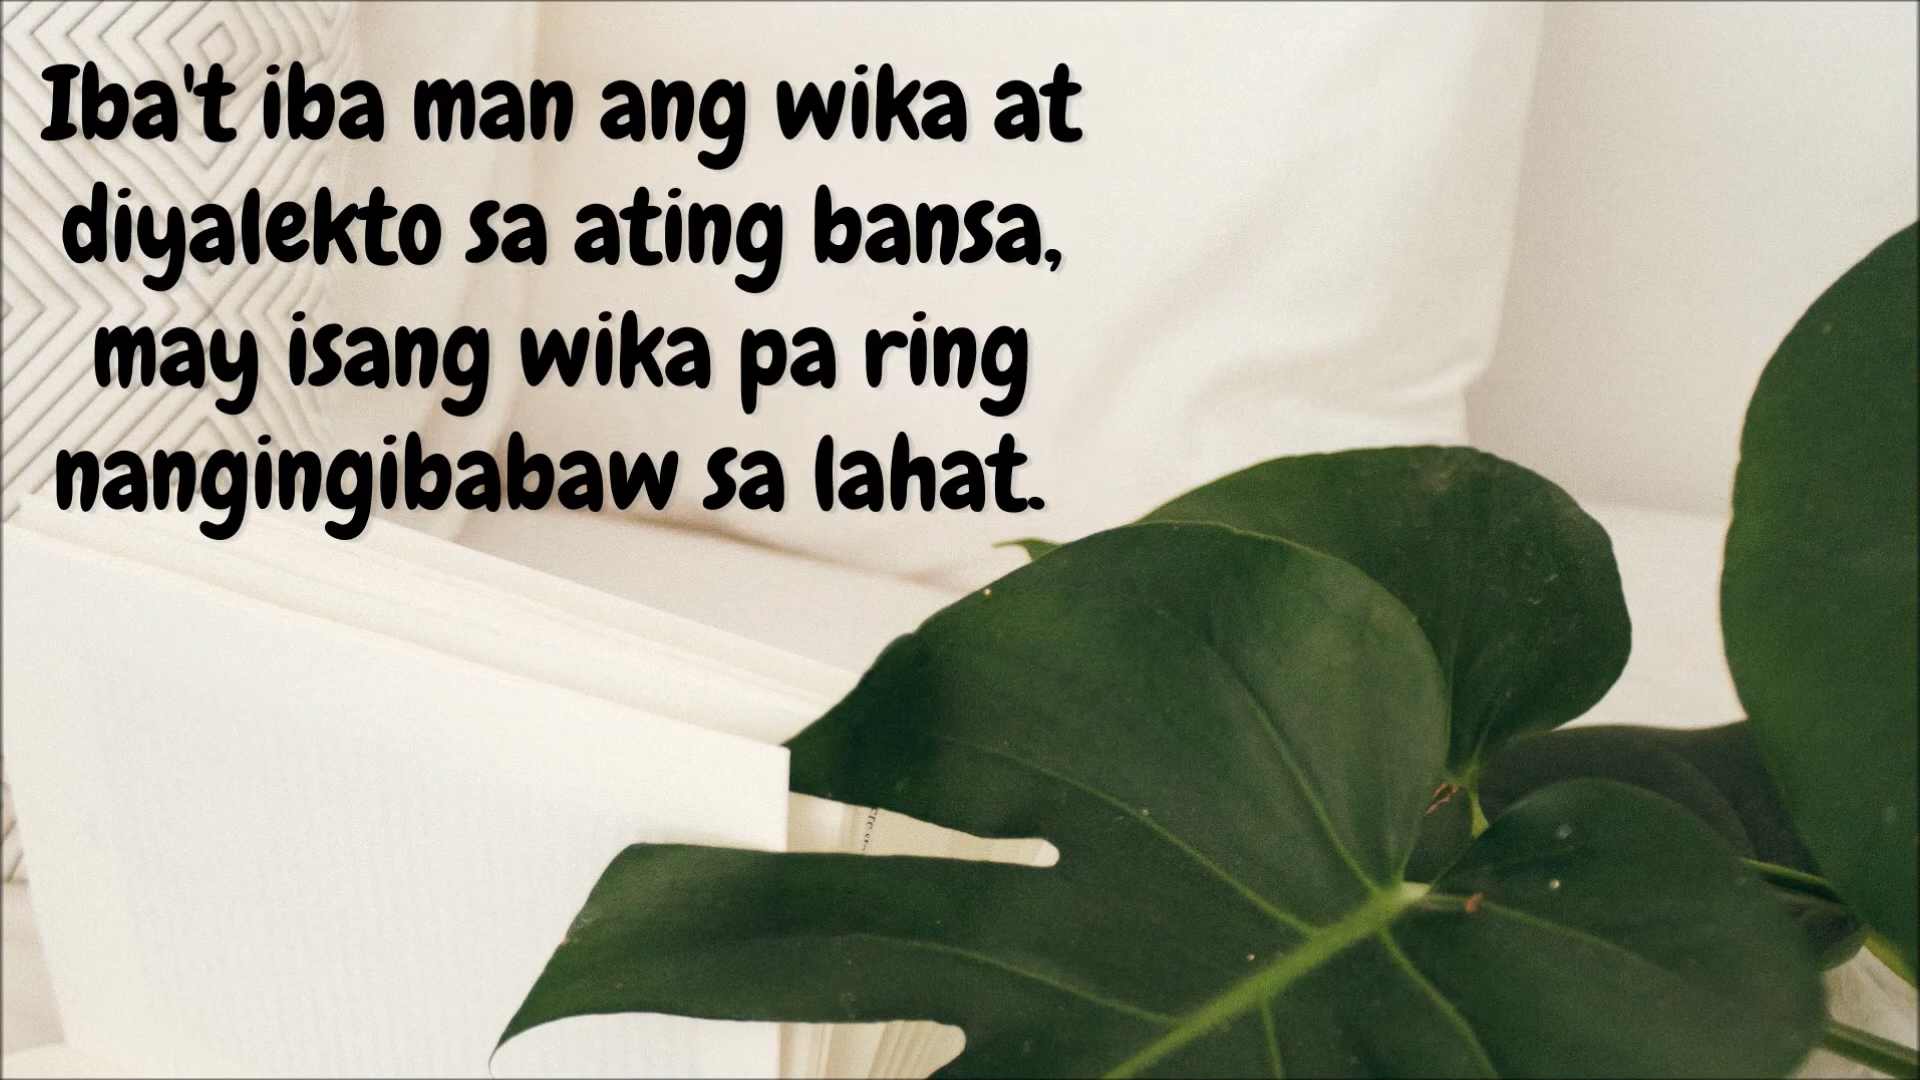 Iba't iba man ang wika at
diyalekto sa ating bansa,
may isang wika pa ring
nangingibabaw sa lahat.